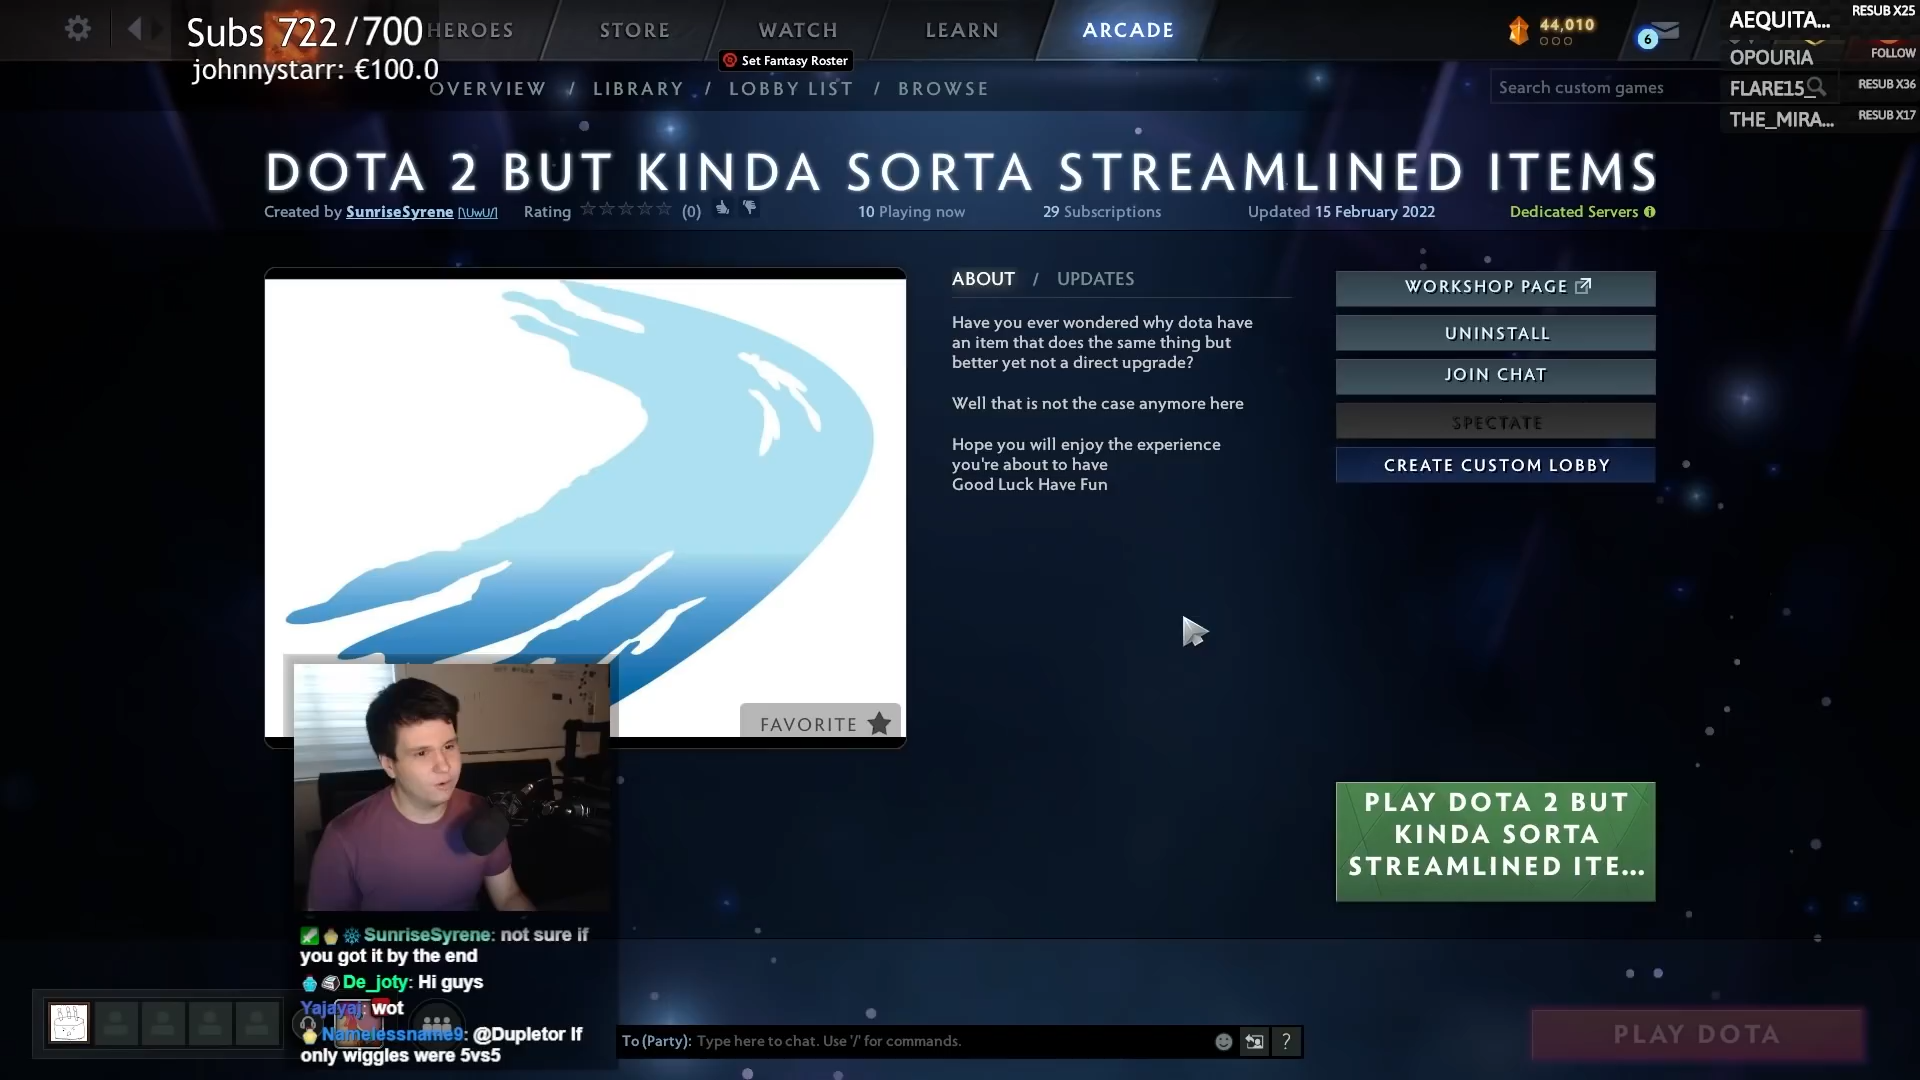 Subs 722/700
johnnystarr: €100.0
HEROES
STORE
WATCH
LEARN
ARCADE
44,010
6
Set Fantasy Roster
AEQUITA... RESUB X25
OPOURIA FOLLOW
FLARE15_ RESUB X36
THE_MIRA... RESUB X17
OVERVIEW / LIBRARY / LOBBY LIST / BROWSE
Search custom games
DOTA 2 BUT KINDA SORTA STREAMLINED ITEMS
Created by SunriseSyrene [\UwU/] Rating (0) 10 Playing now 29 Subscriptions Updated 15 February 2022 Dedicated Servers
ABOUT / UPDATES
Have you ever wondered why dota have
an item that does the same thing but
better yet not a direct upgrade?
Well that is not the case anymore here
Hope you will enjoy the experience
you're about to have
Good Luck Have Fun
WORKSHOP PAGE
UNINSTALL
JOIN CHAT
SPECTATE
CREATE CUSTOM LOBBY
FAVORITE
PLAY DOTA 2 BUT
KINDA SORTA
STREAMLINED ITE...
SunriseSyrene: not sure if
you got it by the end
De_joty: Hi guys
Yajayaj: wot
Namelessname9: @Dupletor If
only wiggles were 5vs5
To (Party): Type here to chat. Use '/' for commands.
?
PLAY DOTA